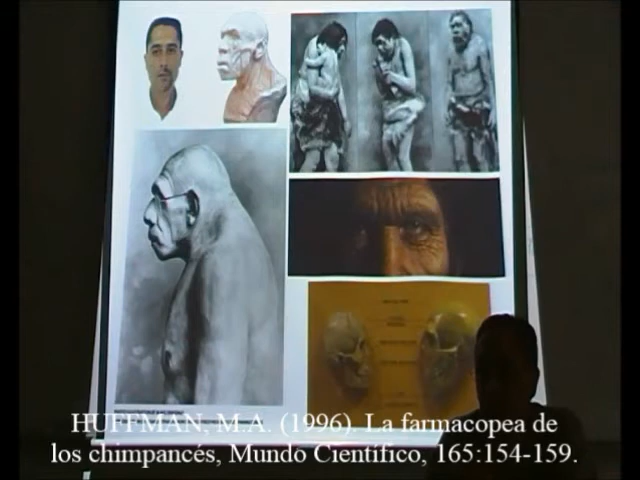 HUFFMAN, M.A. (1996). La farmacopea de
los chimpancés, Mundo Científico, 165:154-159.